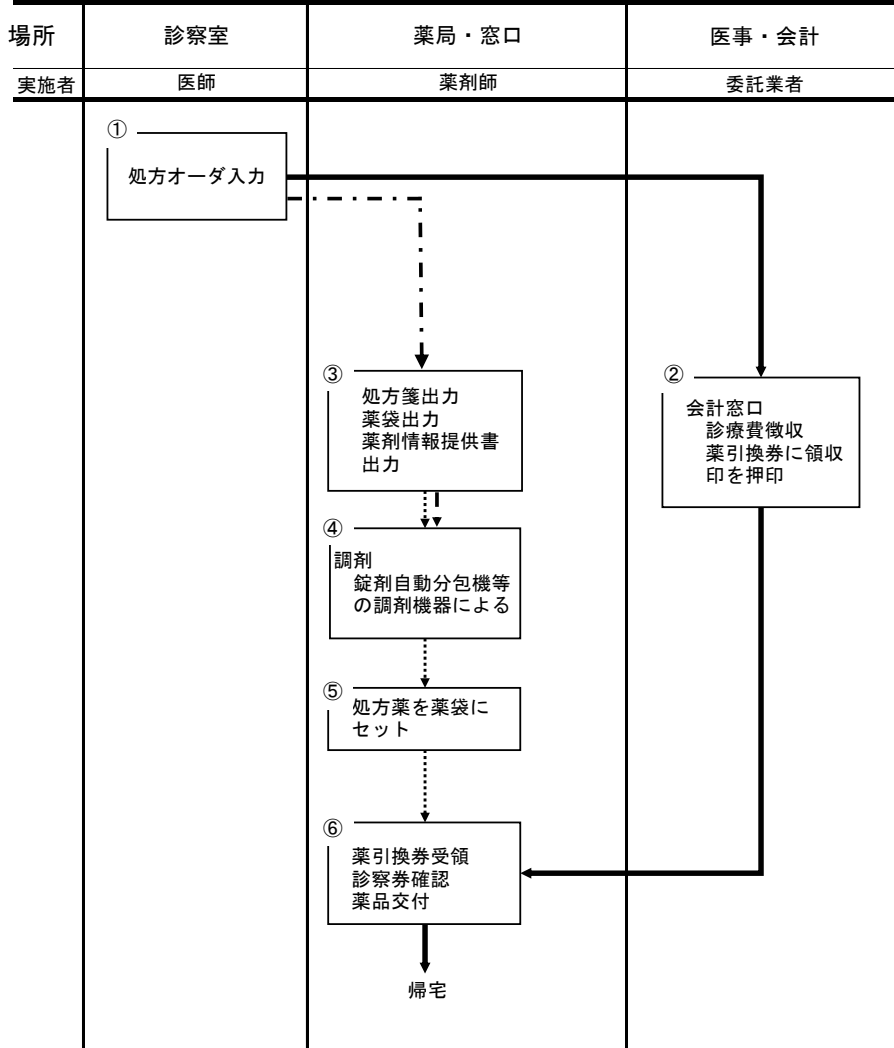 場所
診察室
薬局・窓口
医事・会計
実施者
医師
薬剤師
委託業者
①
処方オーダ入力
③
処方箋出力
薬袋出力
薬剤情報提供書
出力
②
会計窓口
診療費徴収
薬引換券に領収
印を押印
④
調剤
錠剤自動分包機等
の調剤機器による
⑤
処方薬を薬袋に
セット
⑥
薬引換券受領
診察券確認
薬品交付
帰宅